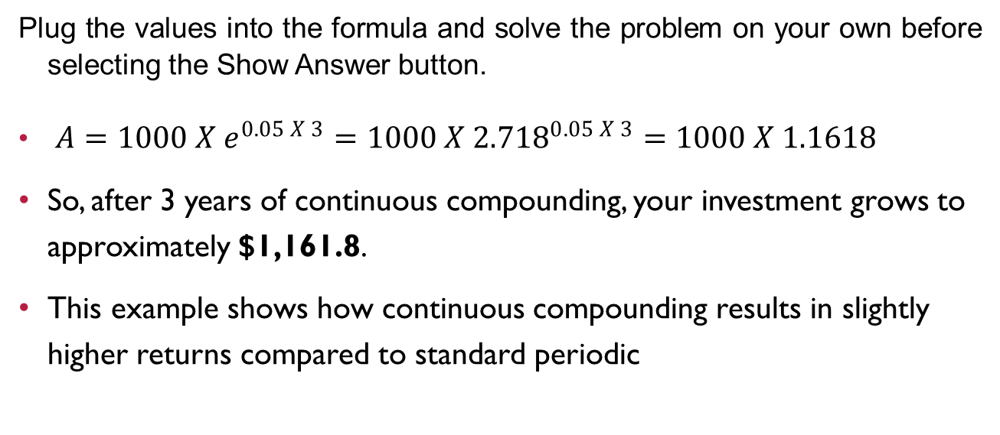 Plug the values into the formula and solve the problem on your own before
selecting the Show Answer button.
• A = 1000 X e^{0.05 X 3} = 1000 X 2.718^{0.05 X 3} = 1000 X 1.1618
• So, after 3 years of continuous compounding, your investment grows to
approximately $1,161.8.
• This example shows how continuous compounding results in slightly
higher returns compared to standard periodic